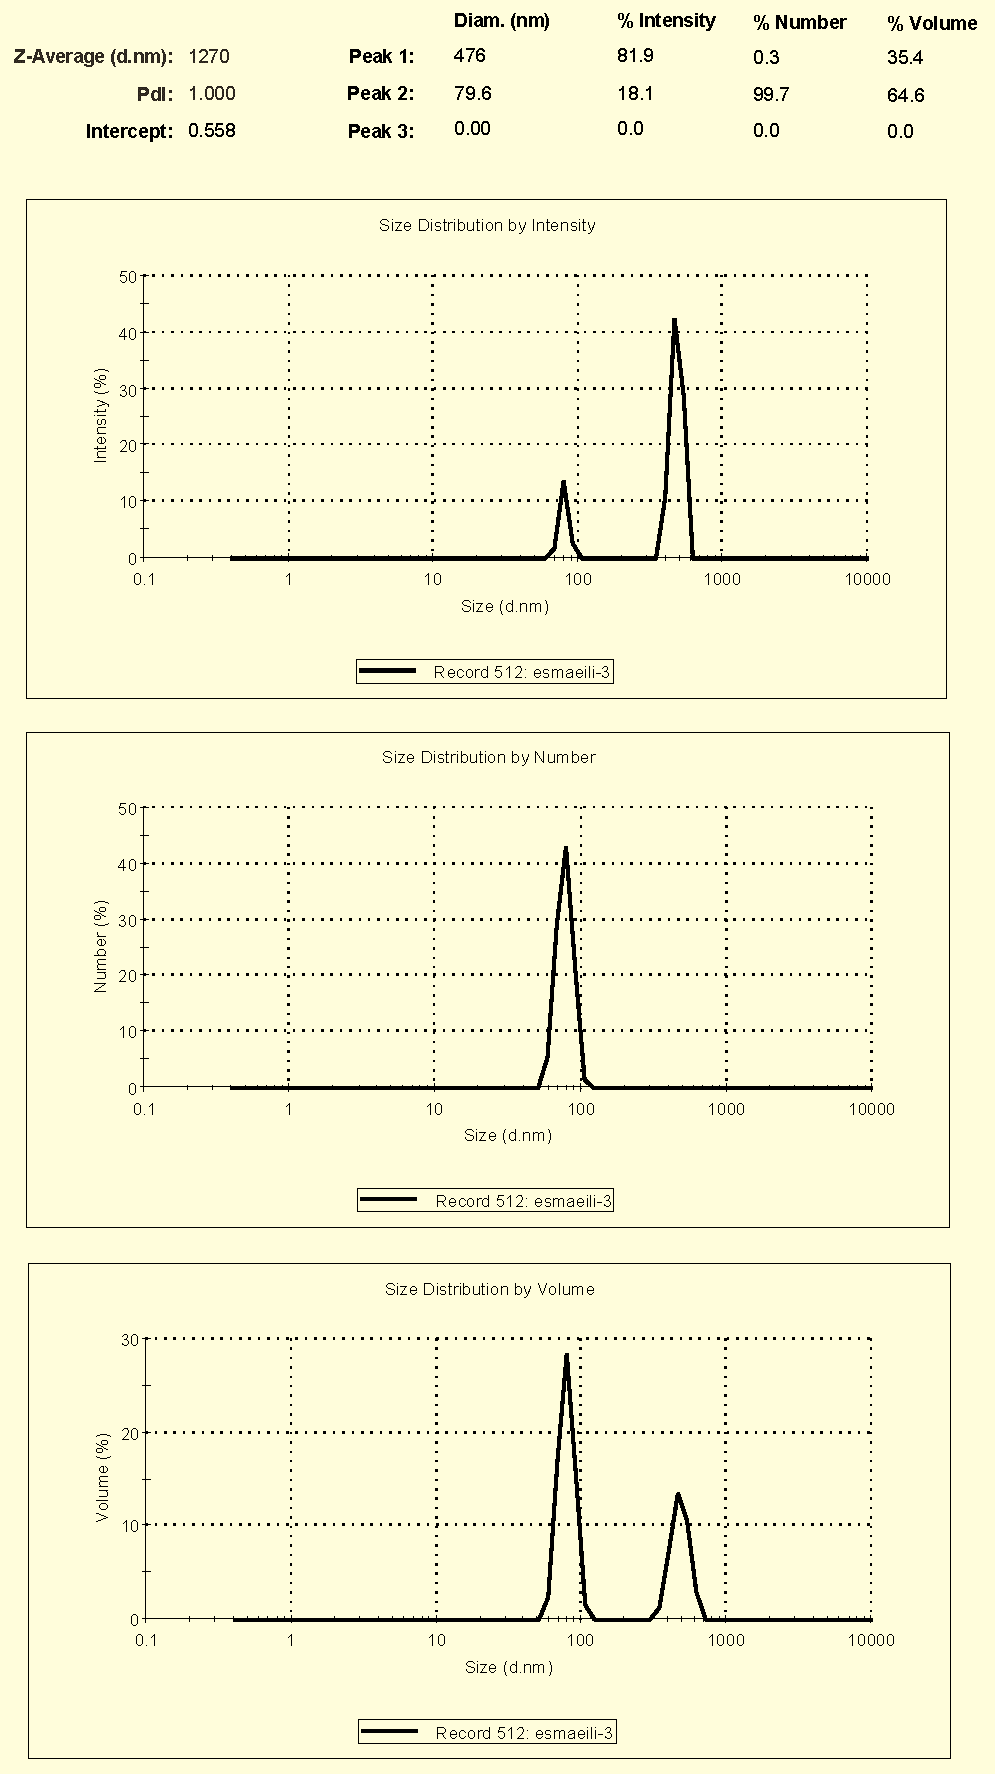 Diam. (nm) % Intensity % Number % Volume
Z-Average (d.nm): 1270 Peak 1: 476 81.9 0.3 35.4
PdI: 1.000 Peak 2: 79.6 18.1 99.7 64.6
Intercept: 0.558 Peak 3: 0.00 0.0 0.0 0.0
Size Distribution by Intensity
50
40
30
20
10
0
Intensity (%)
0.1 1 10 100 1000 10000
Size (d.nm)
Record 512: esmaeili-3
Size Distribution by Number
50
40
30
20
10
0
Number (%)
0.1 1 10 100 1000 10000
Size (d.nm)
Record 512: esmaeili-3
Size Distribution by Volume
30
20
10
0
Volume (%)
0.1 1 10 100 1000 10000
Size (d.nm)
Record 512: esmaeili-3